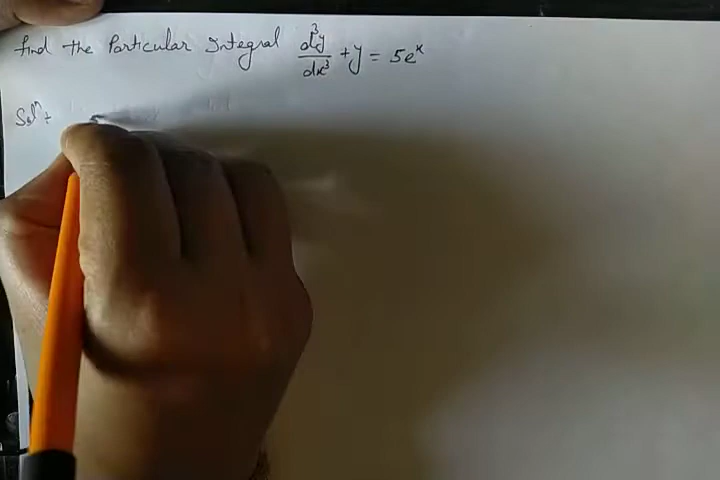 find the Particular Integral d³y/dx³ + y = 5eˣ
Solⁿ: